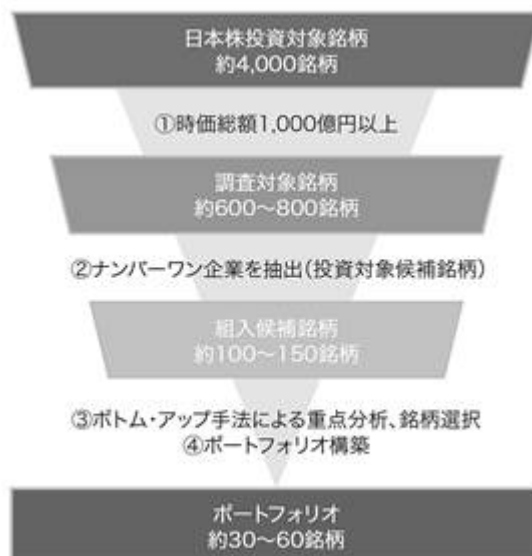 日本株投資対象銘柄
約4,000銘柄
①時価総額1,000億円以上
調査対象銘柄
約600～800銘柄
②ナンバーワン企業を抽出(投資対象候補銘柄)
組入候補銘柄
約100～150銘柄
③ボトム・アップ手法による重点分析、銘柄選択
④ポートフォリオ構築
ポートフォリオ
約30～60銘柄